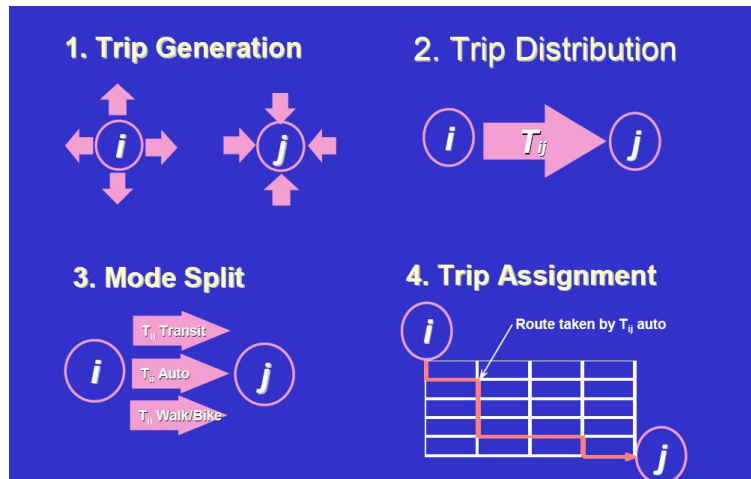 1. Trip Generation
i
j
2. Trip Distribution
i
Tij
j
3. Mode Split
i
Tij Transit
Tij Auto
Tij Walk/Bike
j
4. Trip Assignment
i
Route taken by Tij auto
j